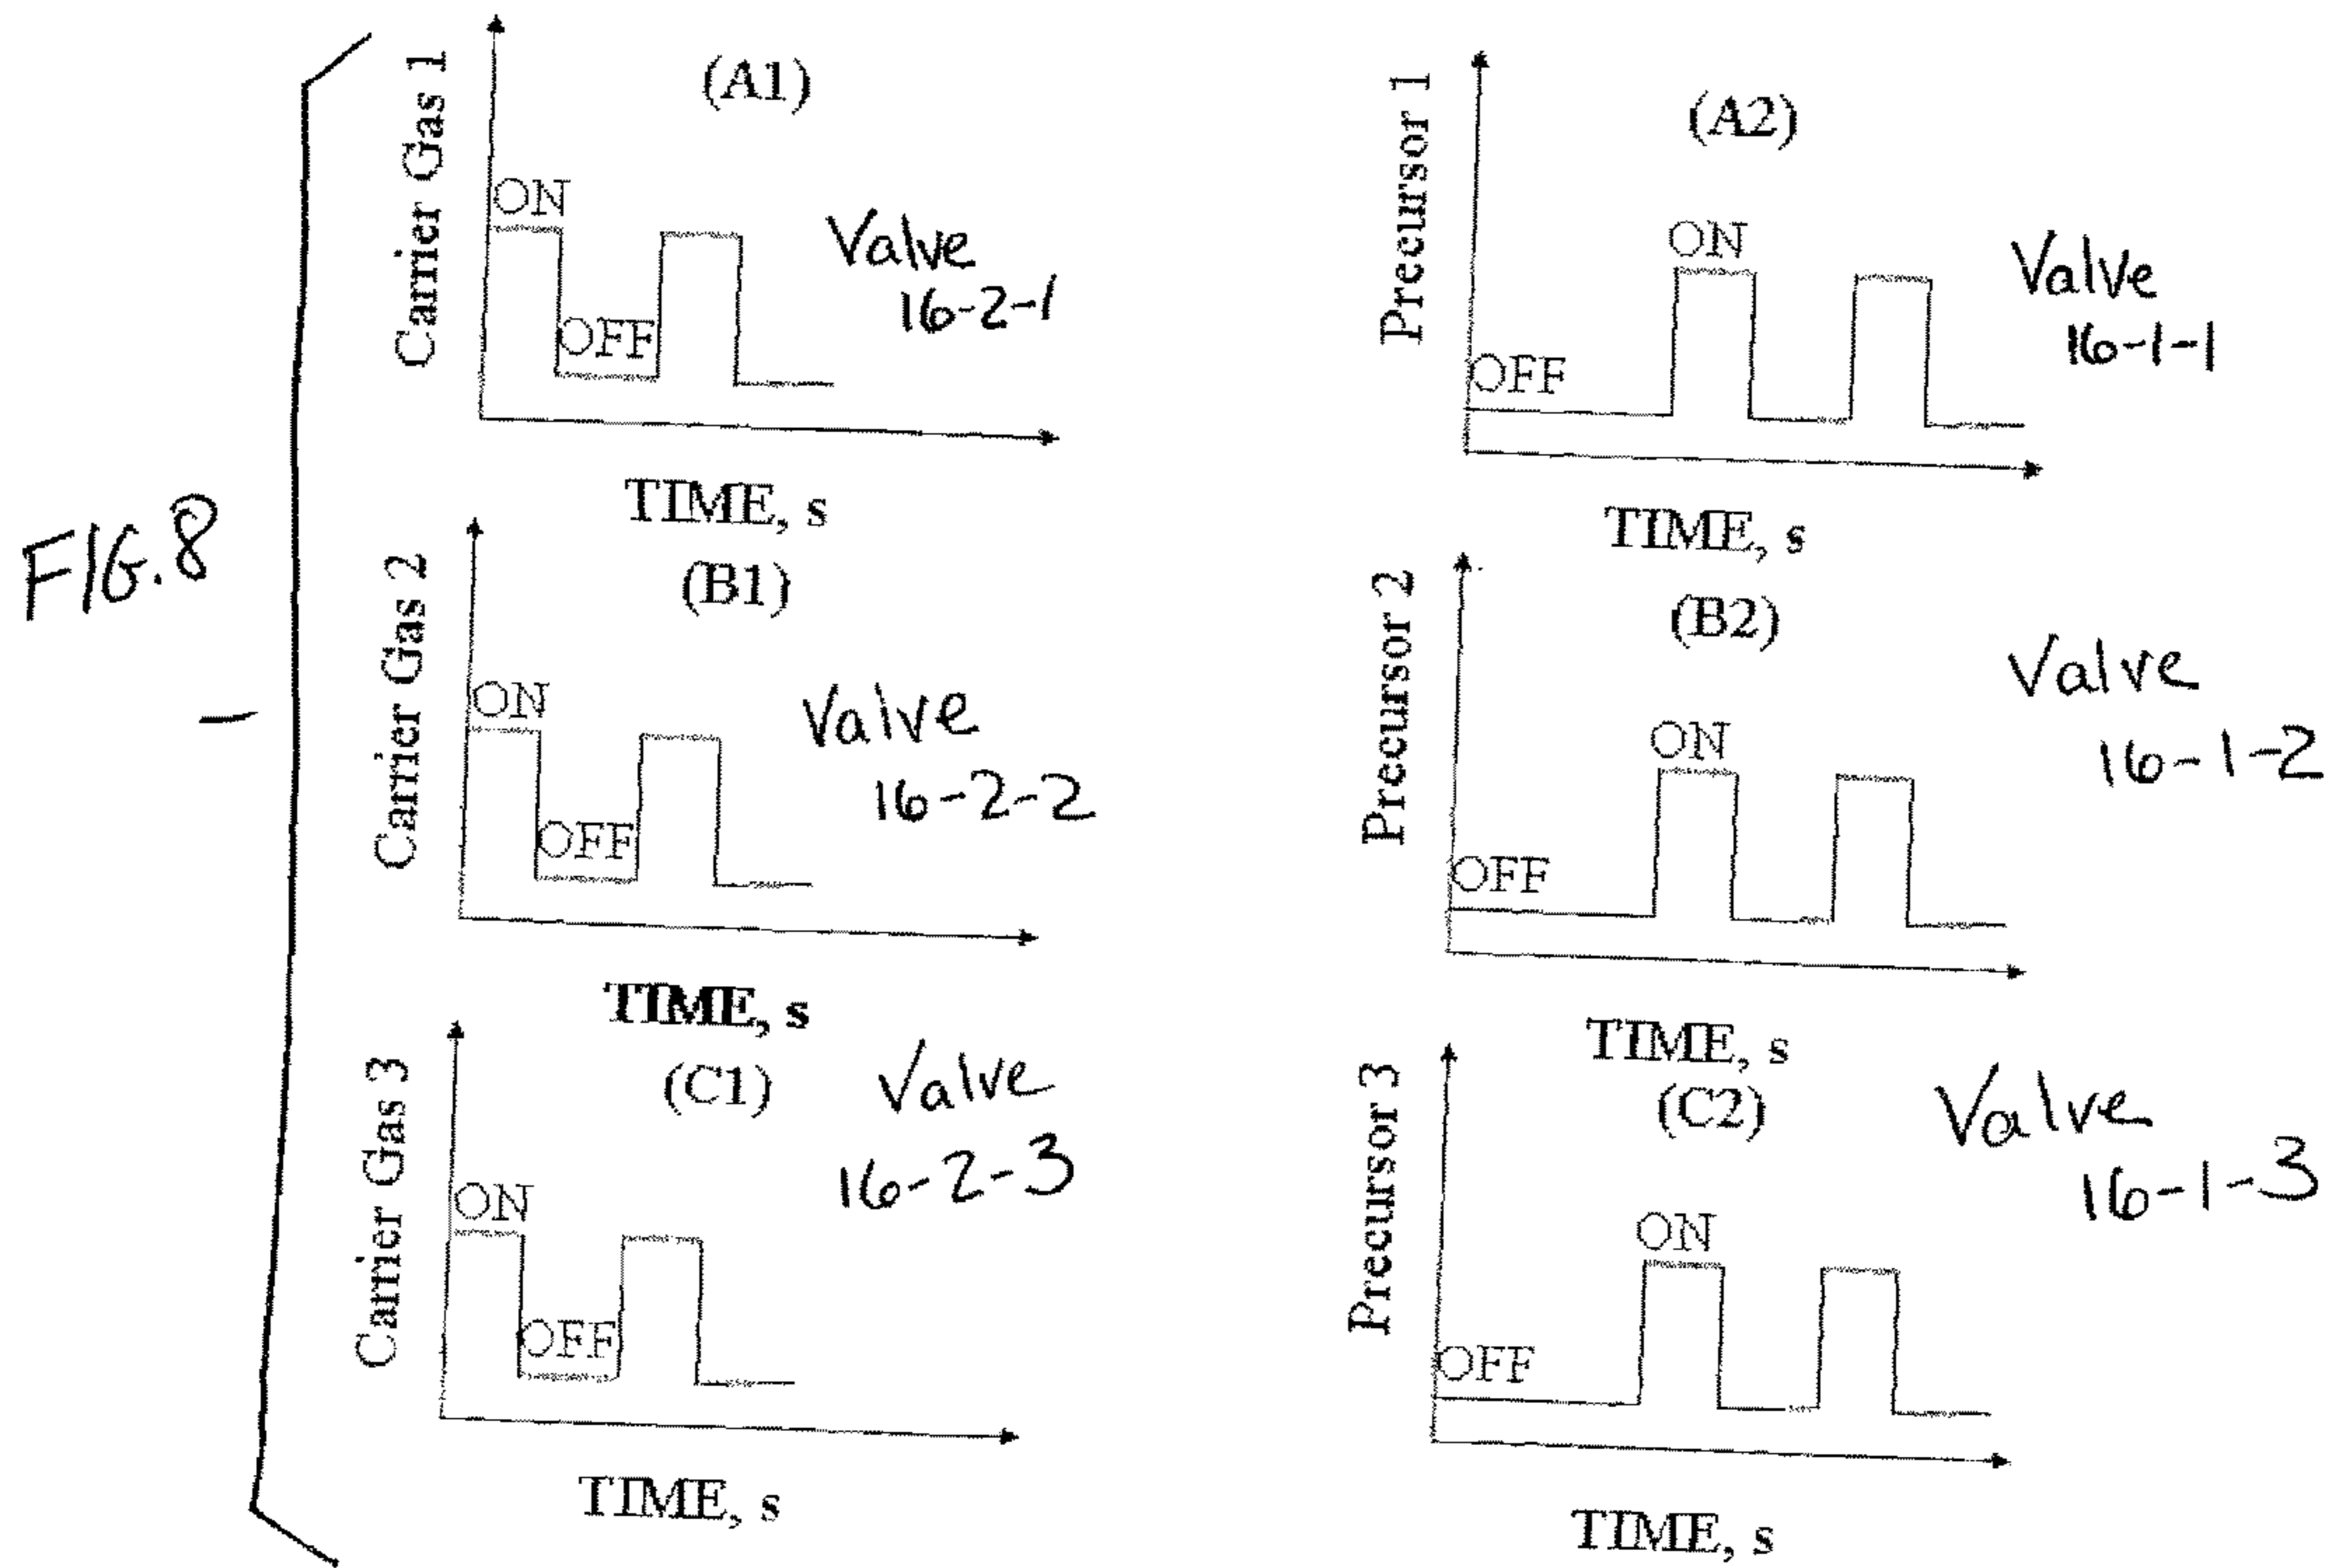 FIG.8
Carrier Gas 1
(A1)
ON
OFF
Valve
16-2-1
TIME, s
Precursor 1
(A2)
ON
OFF
Valve
16-1-1
TIME, s
Carrier Gas 2
(B1)
ON
OFF
Valve
16-2-2
TIME, s
Precursor 2
(B2)
ON
OFF
Valve
16-1-2
TIME, s
Carrier Gas 3
(C1)
ON
OFF
Valve
16-2-3
TIME, s
Precursor 3
(C2)
ON
OFF
Valve
16-1-3
TIME, s